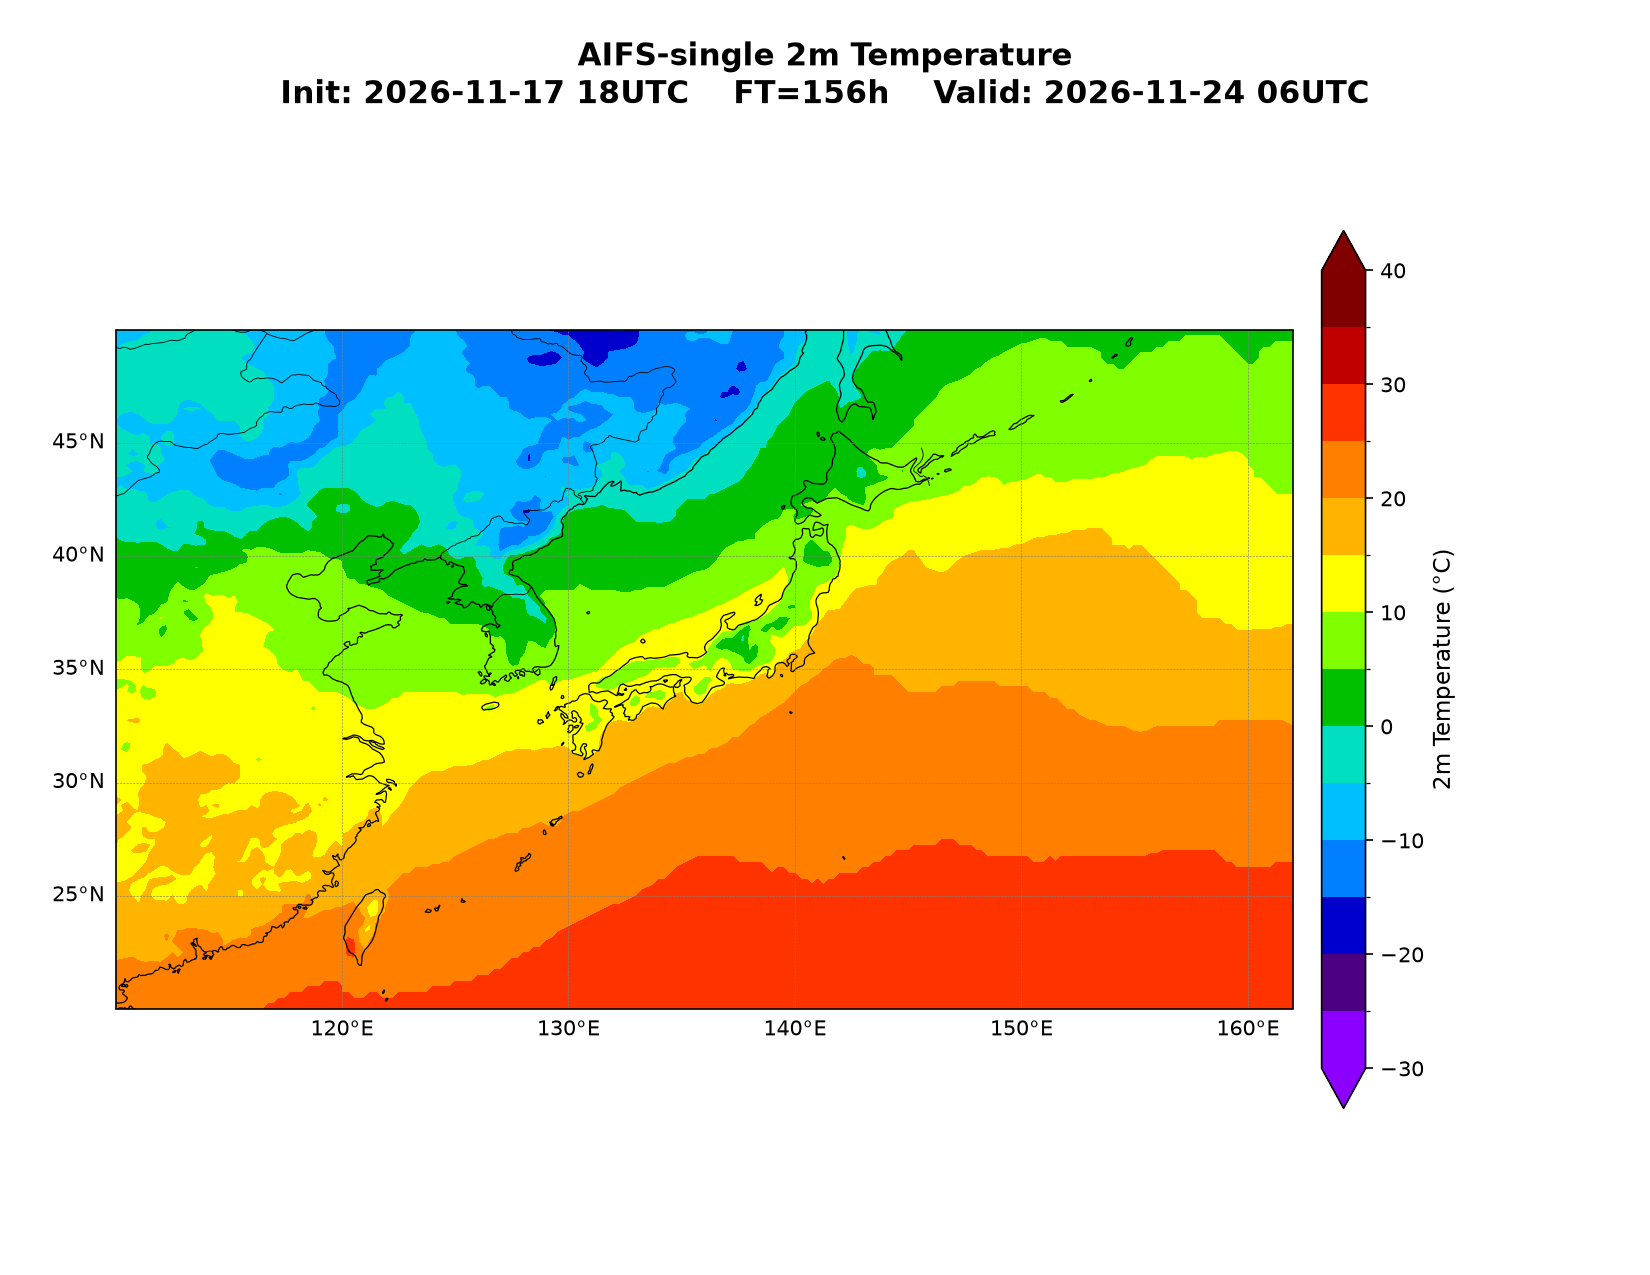 AIFS-single 2m Temperature
Init: 2026-11-17 18UTC    FT=156h    Valid: 2026-11-24 06UTC
45°N
40°N
35°N
30°N
25°N
120°E
130°E
140°E
150°E
160°E
40
30
20
10
0
−10
−20
−30
2m Temperature (°C)